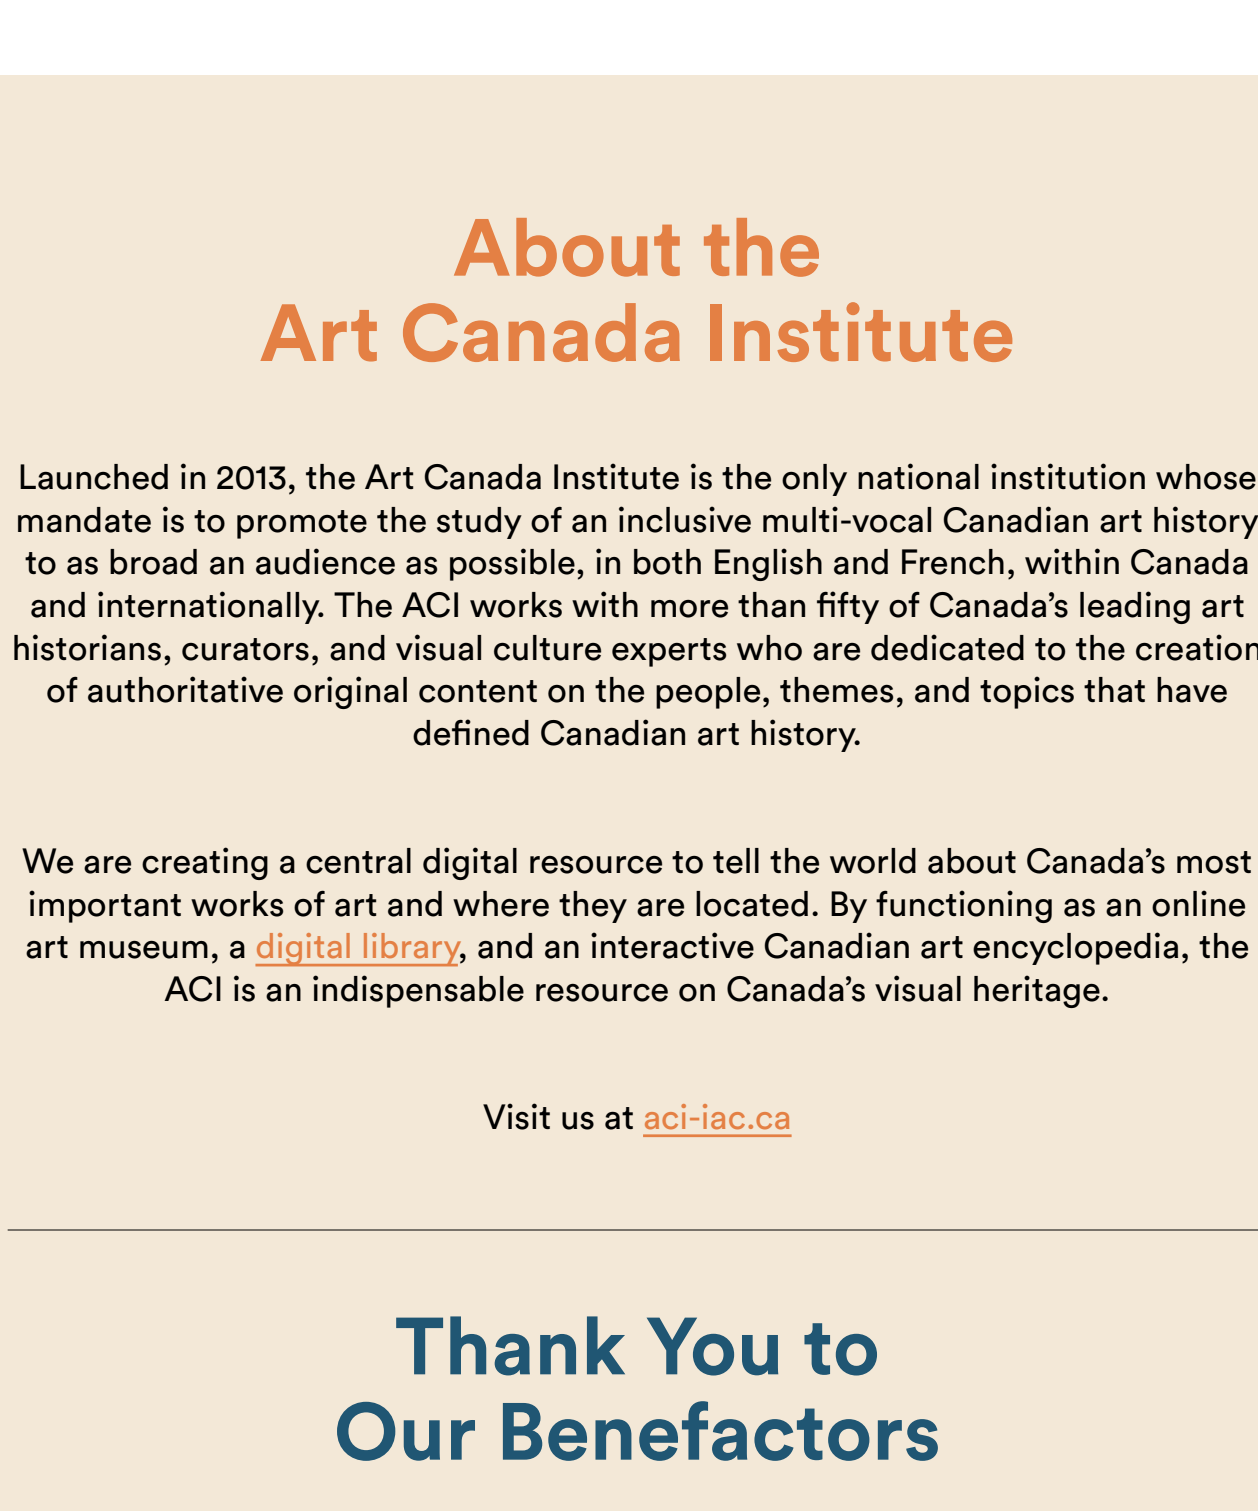 About the
Art Canada Institute
Launched in 2013, the Art Canada Institute is the only national institution whose
mandate is to promote the study of an inclusive multi-vocal Canadian art history
to as broad an audience as possible, in both English and French, within Canada
and internationally. The ACI works with more than fifty of Canada’s leading art
historians, curators, and visual culture experts who are dedicated to the creation
of authoritative original content on the people, themes, and topics that have
defined Canadian art history.
We are creating a central digital resource to tell the world about Canada’s most
important works of art and where they are located. By functioning as an online
art museum, a digital library, and an interactive Canadian art encyclopedia, the
ACI is an indispensable resource on Canada’s visual heritage.
Visit us at aci-iac.ca
Thank You to
Our Benefactors